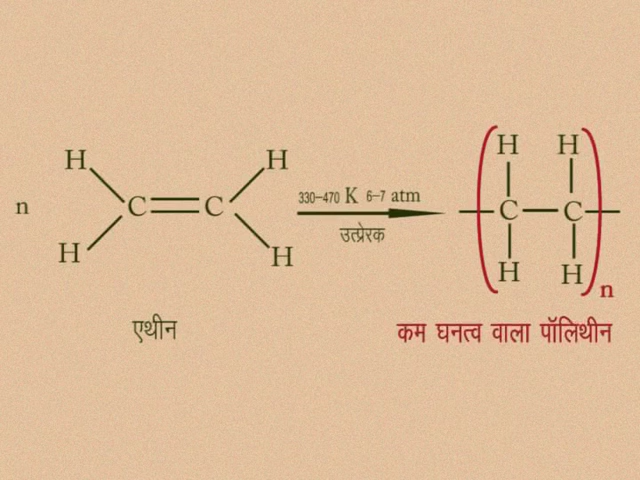 n
H H
C C
H H
330–470 K 6–7 atm
उत्प्रेरक
H H
C C
H H
n
एथीन
कम घनत्व वाला पॉलिथीन